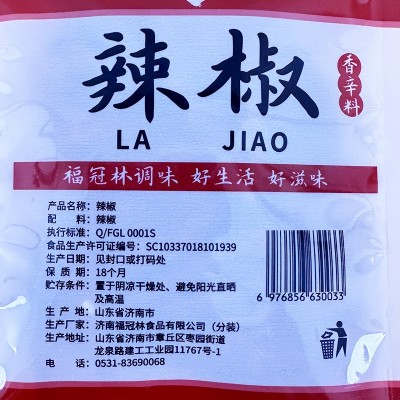 辣椒
香辛料
LA JIAO
福冠林调味 好生活 好滋味
产品名称：辣椒
配 料：辣椒
执行标准：Q/FGL 0001S
食品生产许可证编号：SC10337018101939
生产日期：见封口或打码处
保 质 期：18个月
贮存条件：置于阴凉干燥处、避免阳光直晒
及高温
生 产 地：山东省济南市
生产厂家：济南福冠林食品有限公司（分装）
生产地址：山东省济南市章丘区枣园街道
龙泉路建工工业园11767号-1
电 话：0531-83690068
6 976856 630033